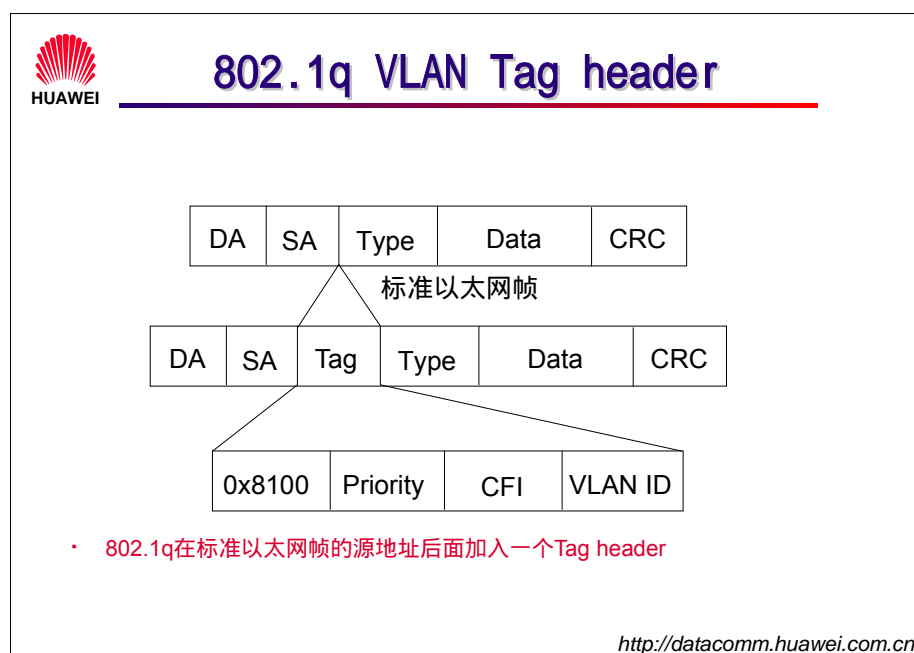 802.1q VLAN Tag header
HUAWEI
DA SA Type Data CRC
标准以太网帧
DA SA Tag Type Data CRC
0x8100 Priority CFI VLAN ID
· 802.1q在标准以太网帧的源地址后面加入一个Tag header
http://datacomm.huawei.com.cn